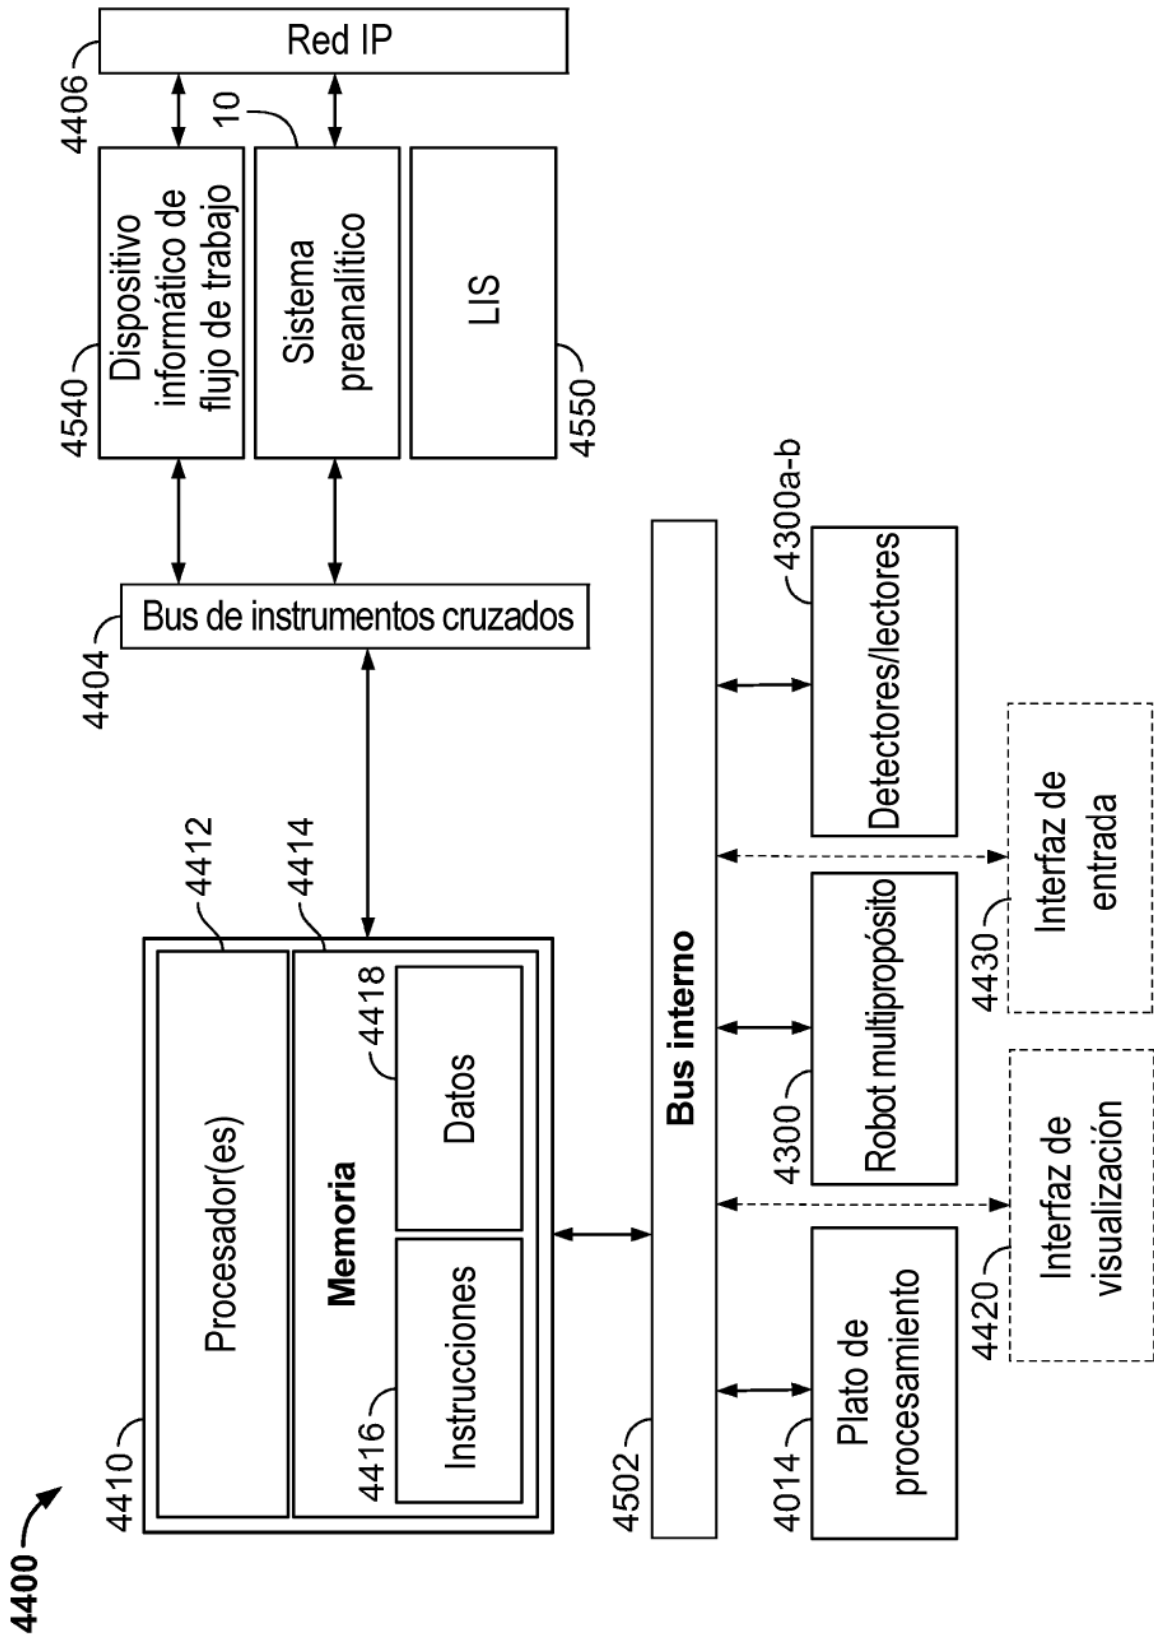 4400
4410
Procesador(es)
4412
Memoria
4414
4416
Instrucciones
4418
Datos
4404
Bus de instrumentos cruzados
4540
Dispositivo
informático de
flujo de trabajo
10
Sistema
preanalítico
LIS
4550
4406
Red IP
4502
Bus interno
4014
Plato de
procesamiento
4300
Robot multipropósito
4300a-b
Detectores/lectores
4420
Interfaz de
visualización
4430
Interfaz de
entrada